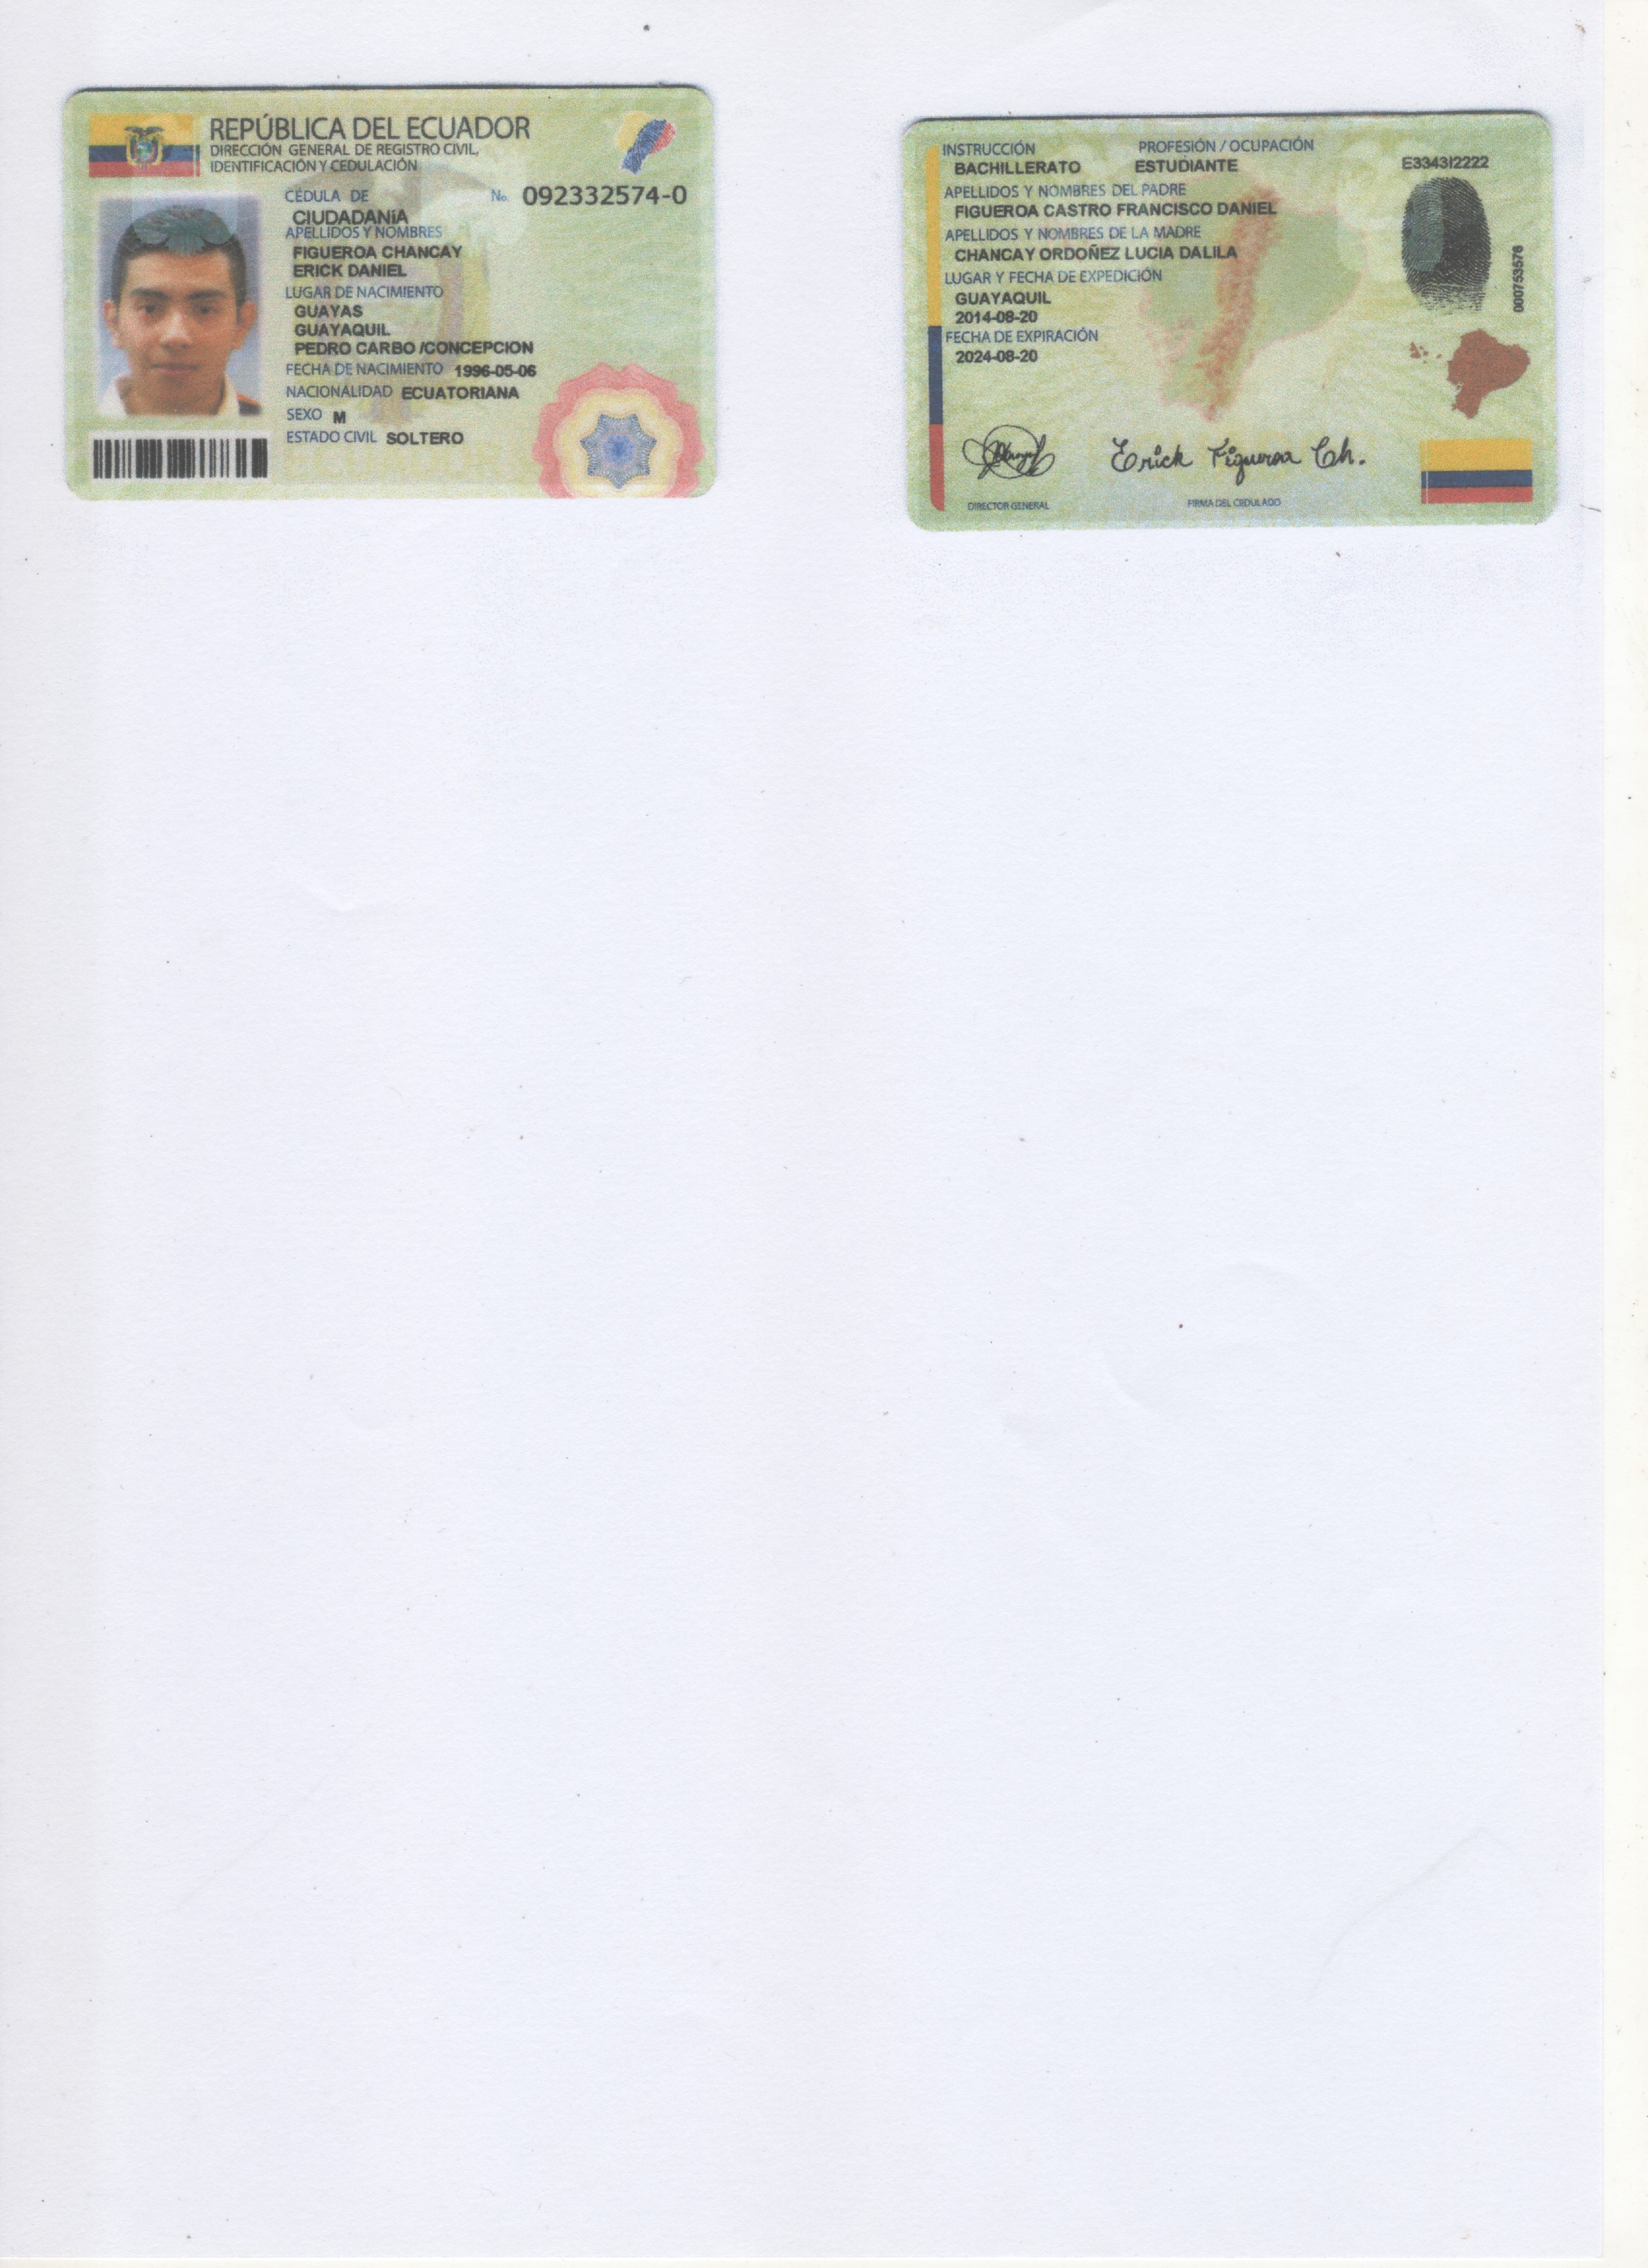 REPÚBLICA DEL ECUADOR
DIRECCIÓN GENERAL DE REGISTRO CIVIL,
IDENTIFICACIÓN Y CEDULACIÓN
CÉDULA DE No. 092332574-0
CIUDADANÍA
APELLIDOS Y NOMBRES
FIGUEROA CHANCAY
ERICK DANIEL
LUGAR DE NACIMIENTO
GUAYAS
GUAYAQUIL
PEDRO CARBO /CONCEPCION
FECHA DE NACIMIENTO 1996-05-06
NACIONALIDAD ECUATORIANA
SEXO M
ESTADO CIVIL SOLTERO
INSTRUCCIÓN PROFESIÓN / OCUPACIÓN
BACHILLERATO ESTUDIANTE E3343I2222
APELLIDOS Y NOMBRES DEL PADRE
FIGUEROA CASTRO FRANCISCO DANIEL
APELLIDOS Y NOMBRES DE LA MADRE
CHANCAY ORDOÑEZ LUCIA DALILA
LUGAR Y FECHA DE EXPEDICIÓN
GUAYAQUIL
2014-08-20
FECHA DE EXPIRACIÓN
2024-08-20
000753576
Erick Figueroa Ch.
DIRECTOR GENERAL FIRMA DEL CEDULADO